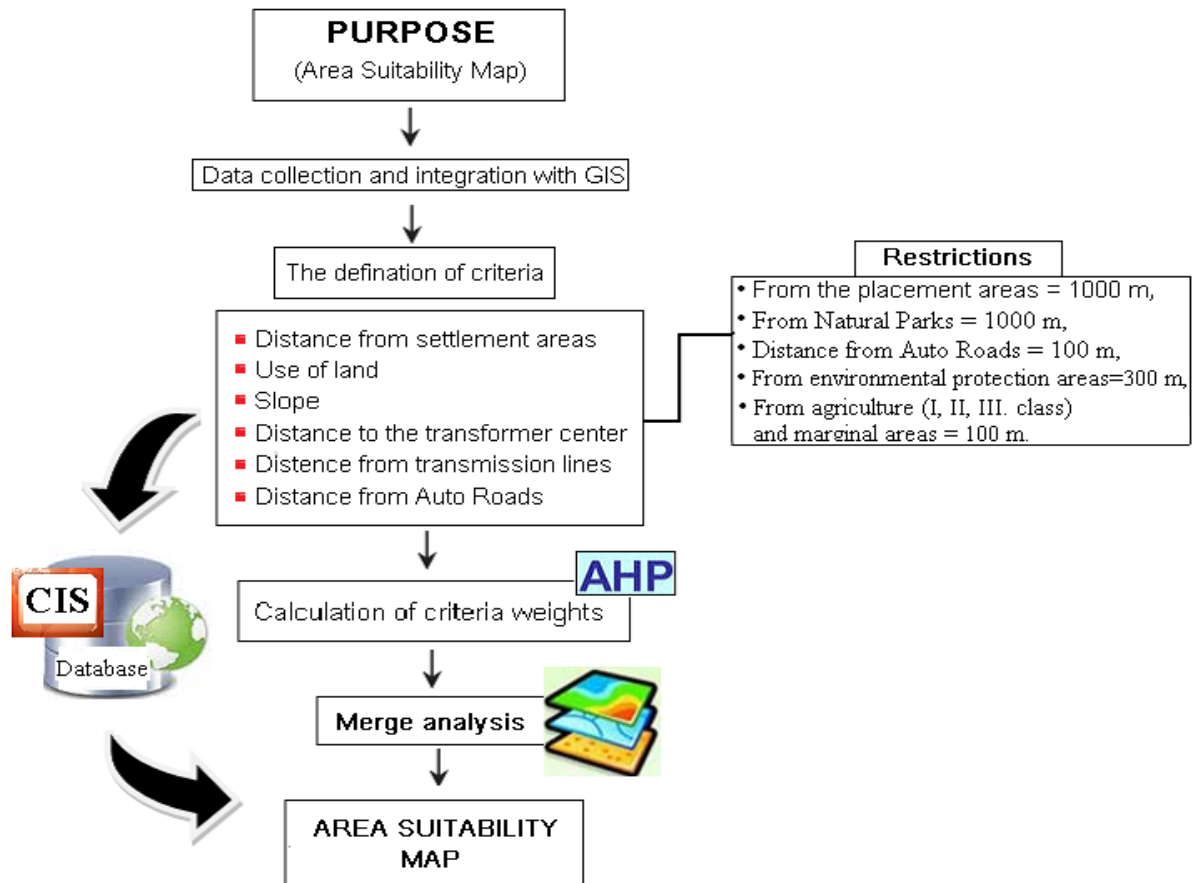 PURPOSE
(Area Suitability Map)
Data collection and integration with GIS
The defination of criteria
Distance from settlement areas
Use of land
Slope
Distance to the transformer center
Distence from transmission lines
Distance from Auto Roads
Restrictions
• From the placement areas = 1000 m,
• From Natural Parks = 1000 m,
• Distance from Auto Roads = 100 m,
• From environmental protection areas=300 m,
• From agriculture (I, II, III. class)
and marginal areas = 100 m.
CIS
Database
AHP
Calculation of criteria weights
Merge analysis
AREA SUITABILITY
MAP